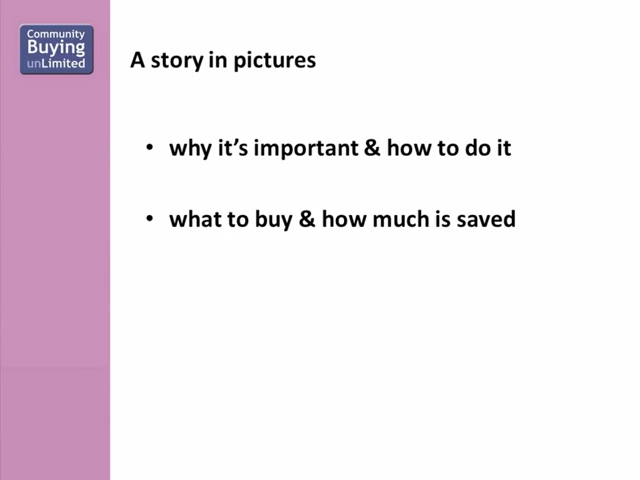 Community
Buying
unLimited
A story in pictures
• why it's important & how to do it
• what to buy & how much is saved